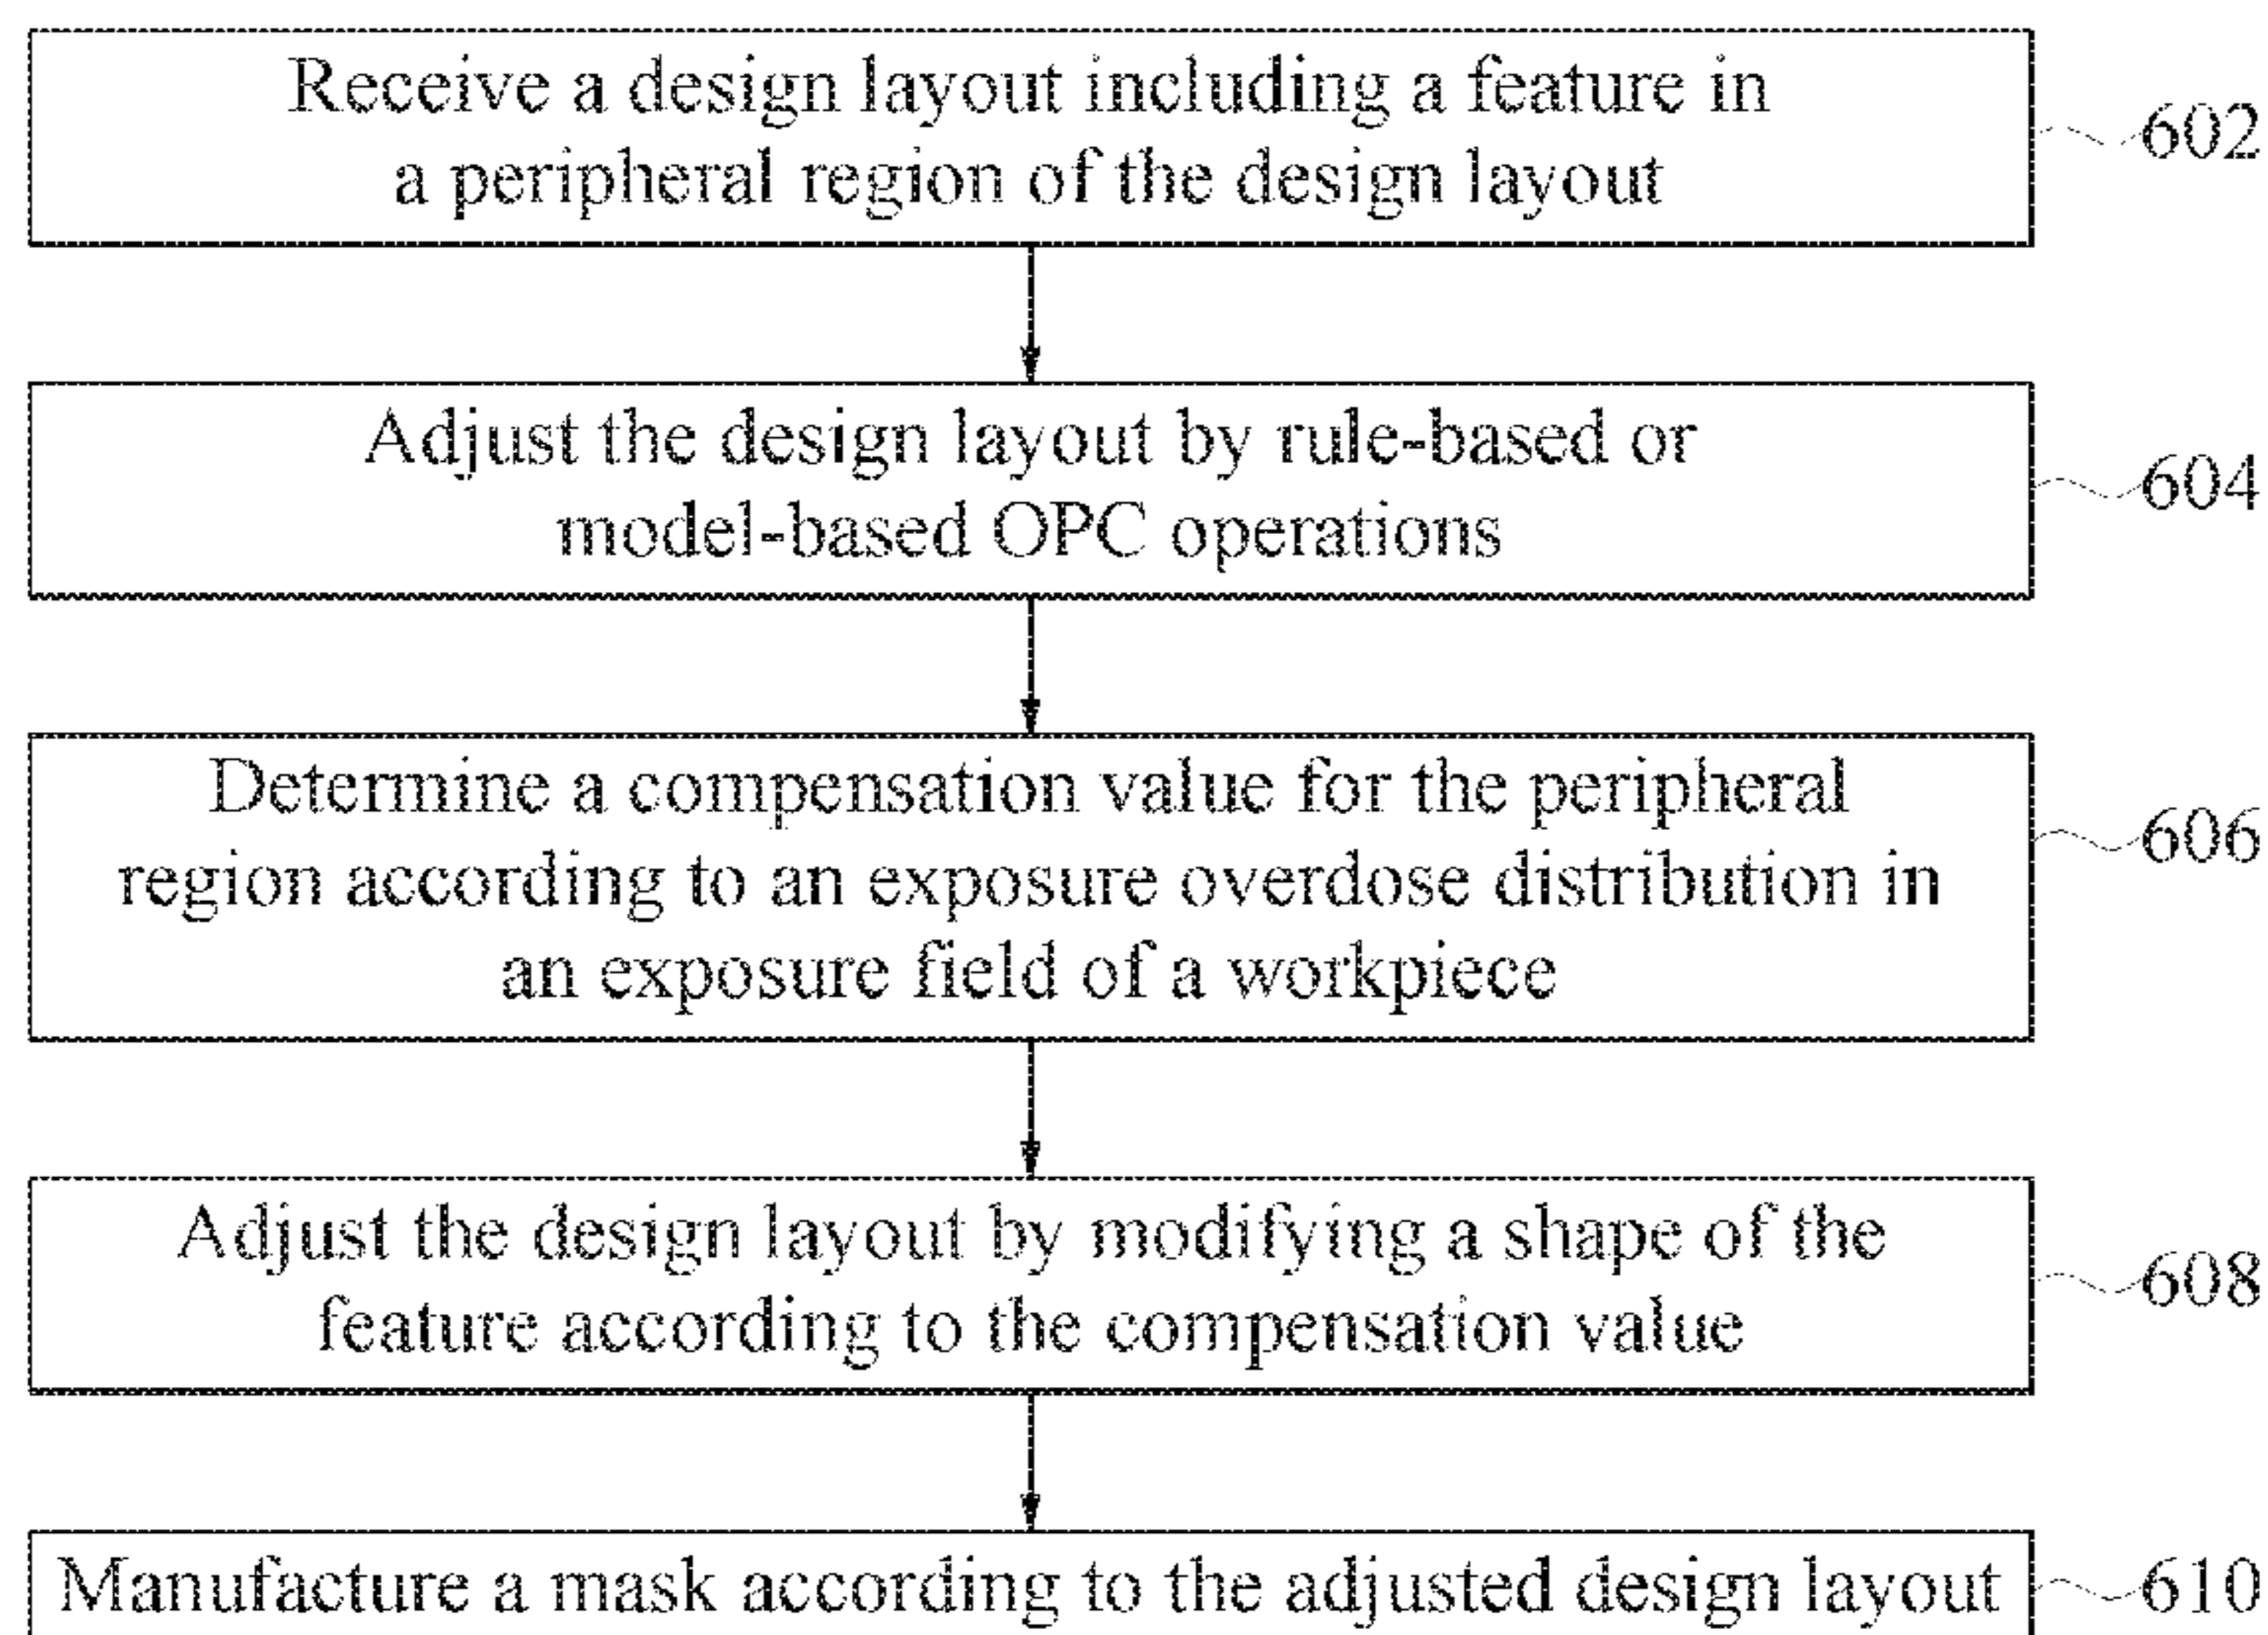 Receive a design layout including a feature in
a peripheral region of the design layout
602
Adjust the design layout by rule-based or
model-based OPC operations
604
Determine a compensation value for the peripheral
region according to an exposure overdose distribution in
an exposure field of a workpiece
606
Adjust the design layout by modifying a shape of the
feature according to the compensation value
608
Manufacture a mask according to the adjusted design layout
610